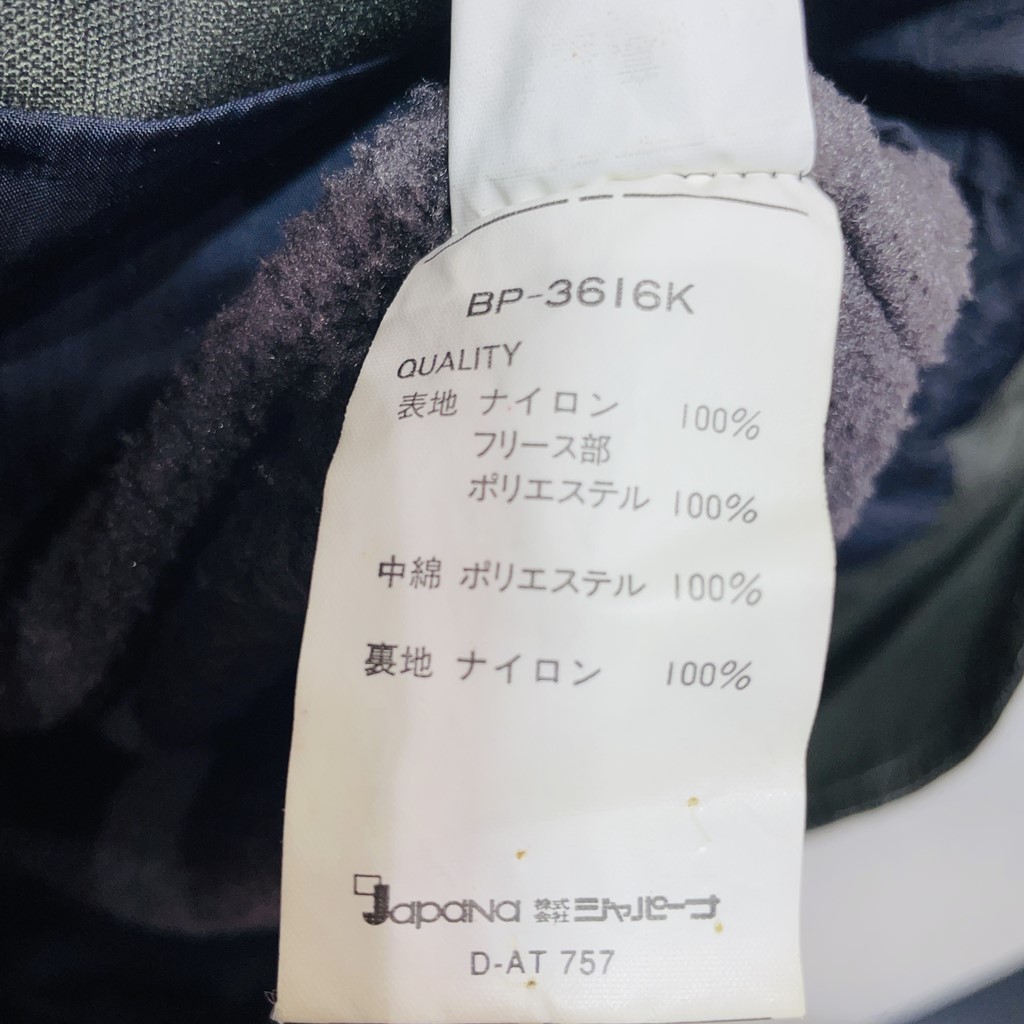 BP-3616K
QUALITY
表地 ナイロン 100%
フリース部
ポリエステル 100%
中綿 ポリエステル 100%
裏地 ナイロン 100%
Japana 株式会社 ジャパーナ
D-AT 757